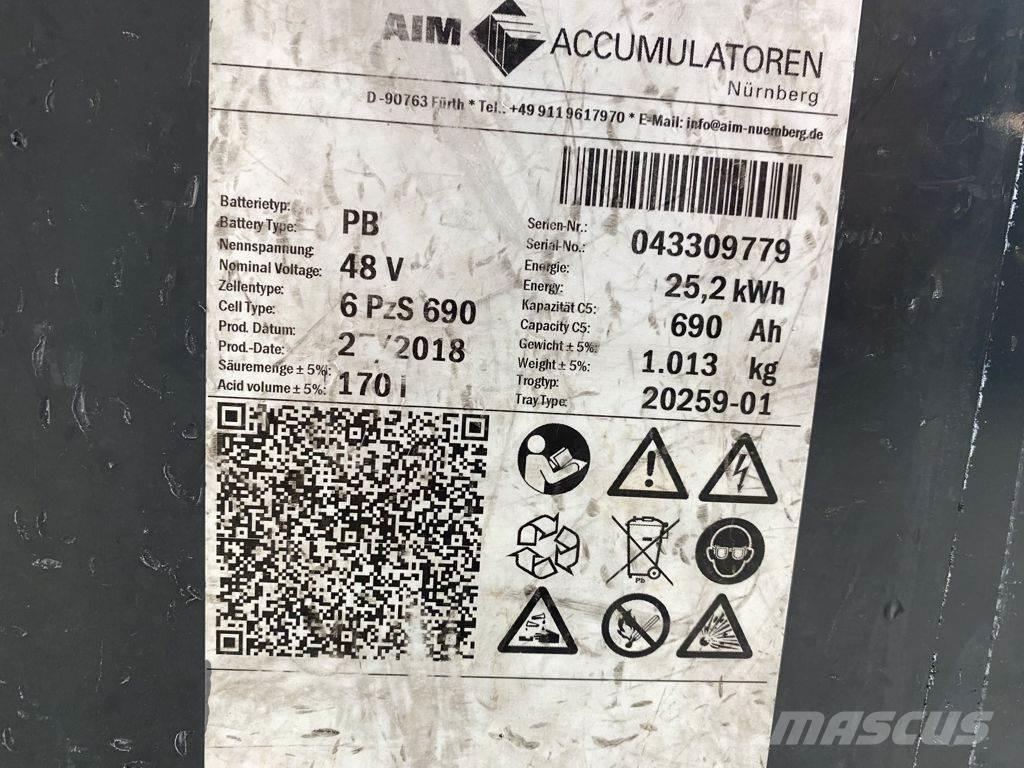 AIM ACCUMULATOREN
Nürnberg
D-90763 Fürth * Tel.: +49 911 9617970 * E-Mail: info@aim-nuernberg.de
Batterietyp:
Battery Type: PB
Nennspannung
Nominal Voltage: 48 V
Zellentype:
Cell Type: 6 PzS 690
Prod. Datum:
Prod.-Date: /2018
Säuremenge ± 5%:
Acid volume ± 5%: 170 l
Serien-Nr.:
Serial-No.: 043309779
Energie:
Energy: 25,2 kWh
Kapazität C5:
Capacity C5: 690 Ah
Gewicht ± 5%:
Weight ± 5%: 1.013 kg
Trogtyp:
Tray Type: 20259-01
Pb
MASCUS